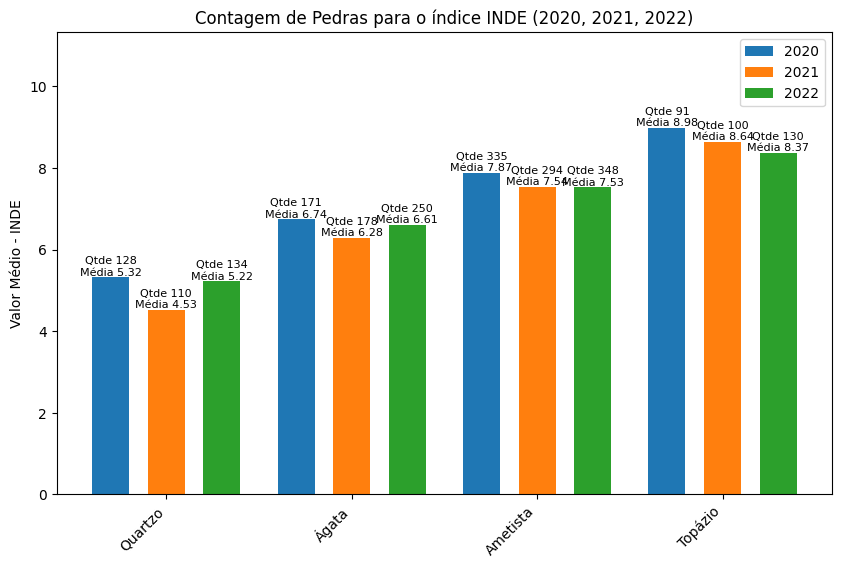 Contagem de Pedras para o índice INDE (2020, 2021, 2022)
2020
2021
2022
Valor Médio - INDE
10
8
6
4
2
0
Qtde 128
Média 5.32
Qtde 110
Média 4.53
Qtde 134
Média 5.22
Qtde 171
Média 6.74
Qtde 178
Média 6.28
Qtde 250
Média 6.61
Qtde 335
Média 7.87
Qtde 294
Média 7.54
Qtde 348
Média 7.53
Qtde 91
Média 8.98
Qtde 100
Média 8.64
Qtde 130
Média 8.37
Quartzo
Ágata
Ametista
Topázio